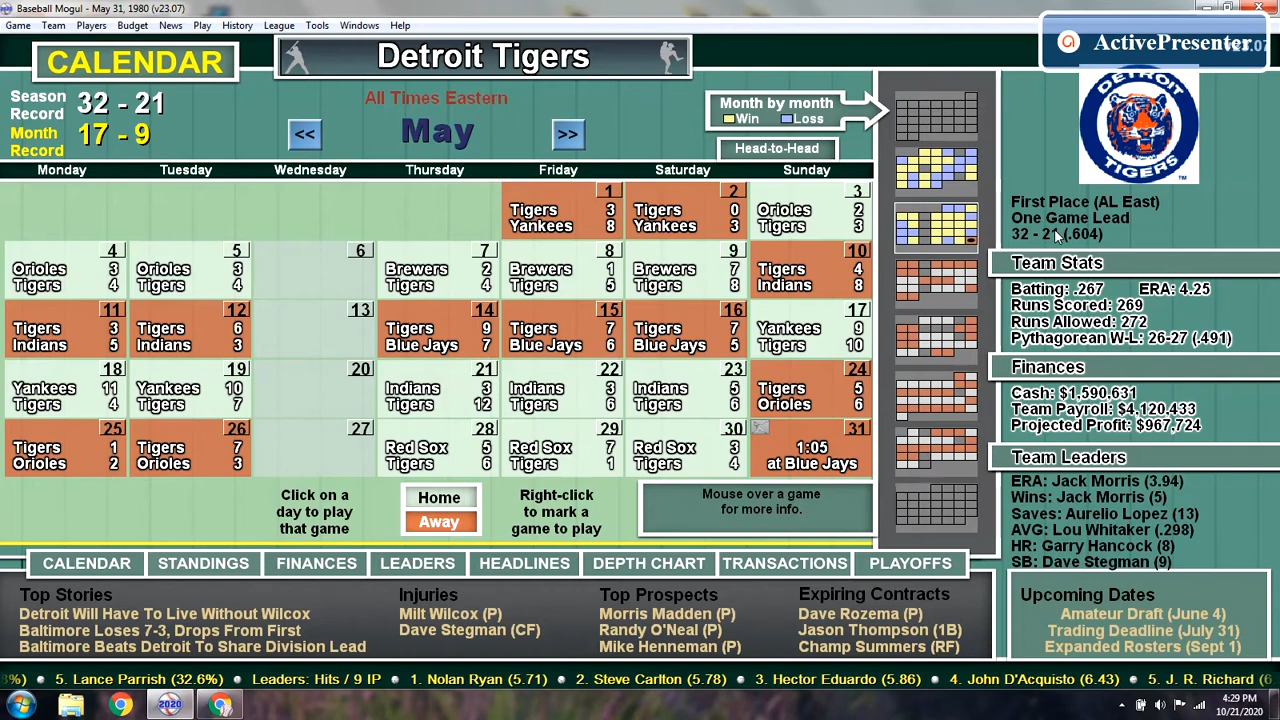 Baseball Mogul - May 31, 1980 (v23.07)
Game Team Players Budget News Play History League Tools Windows Help
ActivePresenter
CALENDAR
Detroit Tigers
Season Record 32 - 21
Month Record 17 - 9
All Times Eastern
<< May >>
Month by month
Win Loss
Head-to-Head
Monday Tuesday Wednesday Thursday Friday Saturday Sunday
1 2 3
Tigers 3 Tigers 0 Orioles 2
Yankees 8 Yankees 3 Tigers 3
4 5 6 7 8 9 10
Orioles 3 Orioles 3 Brewers 2 Brewers 1 Brewers 7 Tigers 4
Tigers 4 Tigers 4 Tigers 4 Tigers 5 Tigers 8 Indians 8
11 12 13 14 15 16 17
Tigers 3 Tigers 6 Tigers 9 Tigers 7 Tigers 7 Yankees 9
Indians 5 Indians 3 Blue Jays 7 Blue Jays 6 Blue Jays 5 Tigers 10
18 19 20 21 22 23 24
Yankees 11 Yankees 10 Indians 3 Indians 3 Indians 5 Tigers 5
Tigers 4 Tigers 7 Tigers 12 Tigers 6 Tigers 6 Orioles 6
25 26 27 28 29 30 31
Tigers 1 Tigers 7 Red Sox 5 Red Sox 7 Red Sox 3 1:05
Orioles 2 Orioles 3 Tigers 6 Tigers 1 Tigers 4 at Blue Jays
Click on a
day to play
that game
Home
Away
Right-click
to mark a
game to play
Mouse over a game
for more info.
DETROIT
TIGERS
TM
First Place (AL East)
One Game Lead
32 - 21 (.604)
Team Stats
Batting: .267 ERA: 4.25
Runs Scored: 269
Runs Allowed: 272
Pythagorean W-L: 26-27 (.491)
Finances
Cash: $1,590,631
Team Payroll: $4,120,433
Projected Profit: $967,724
Team Leaders
ERA: Jack Morris (3.94)
Wins: Jack Morris (5)
Saves: Aurelio Lopez (13)
AVG: Lou Whitaker (.298)
HR: Garry Hancock (8)
SB: Dave Stegman (9)
CALENDAR STANDINGS FINANCES LEADERS HEADLINES DEPTH CHART TRANSACTIONS PLAYOFFS
Top Stories
Detroit Will Have To Live Without Wilcox
Baltimore Loses 7-3, Drops From First
Baltimore Beats Detroit To Share Division Lead
Injuries
Milt Wilcox (P)
Dave Stegman (CF)
Top Prospects
Morris Madden (P)
Randy O'Neal (P)
Mike Henneman (P)
Expiring Contracts
Dave Rozema (P)
Jason Thompson (1B)
Champ Summers (RF)
Upcoming Dates
Amateur Draft (June 4)
Trading Deadline (July 31)
Expanded Rosters (Sept 1)
8%) 5. Lance Parrish (32.6%) Leaders: Hits / 9 IP 1. Nolan Ryan (5.71) 2. Steve Carlton (5.78) 3. Hector Eduardo (5.86) 4. John D'Acquisto (6.43) 5. J. R. Richard (6
2020
4:29 PM
10/21/2020